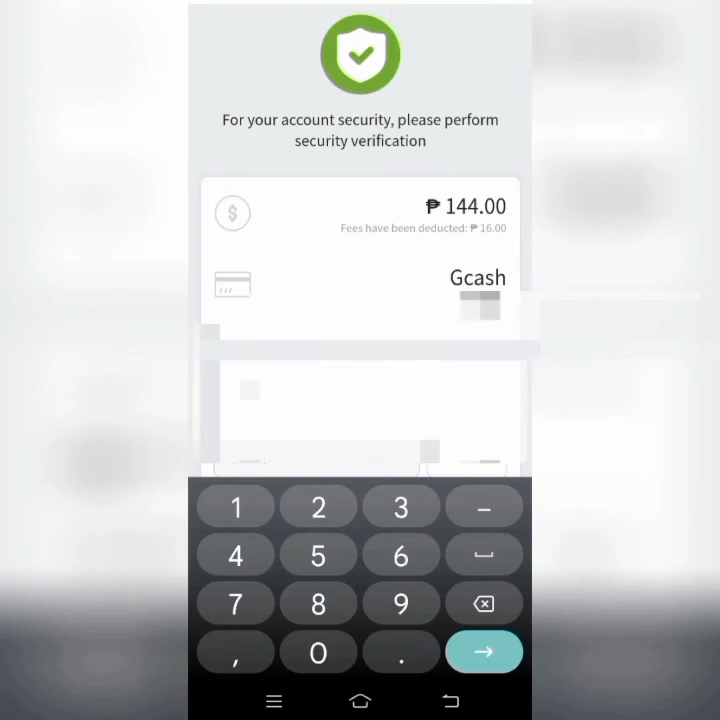 For your account security, please perform
security verification
₱ 144.00
Fees have been deducted: ₱ 16.00
Gcash
1 2 3 –
4 5 6
7 8 9
, 0 .